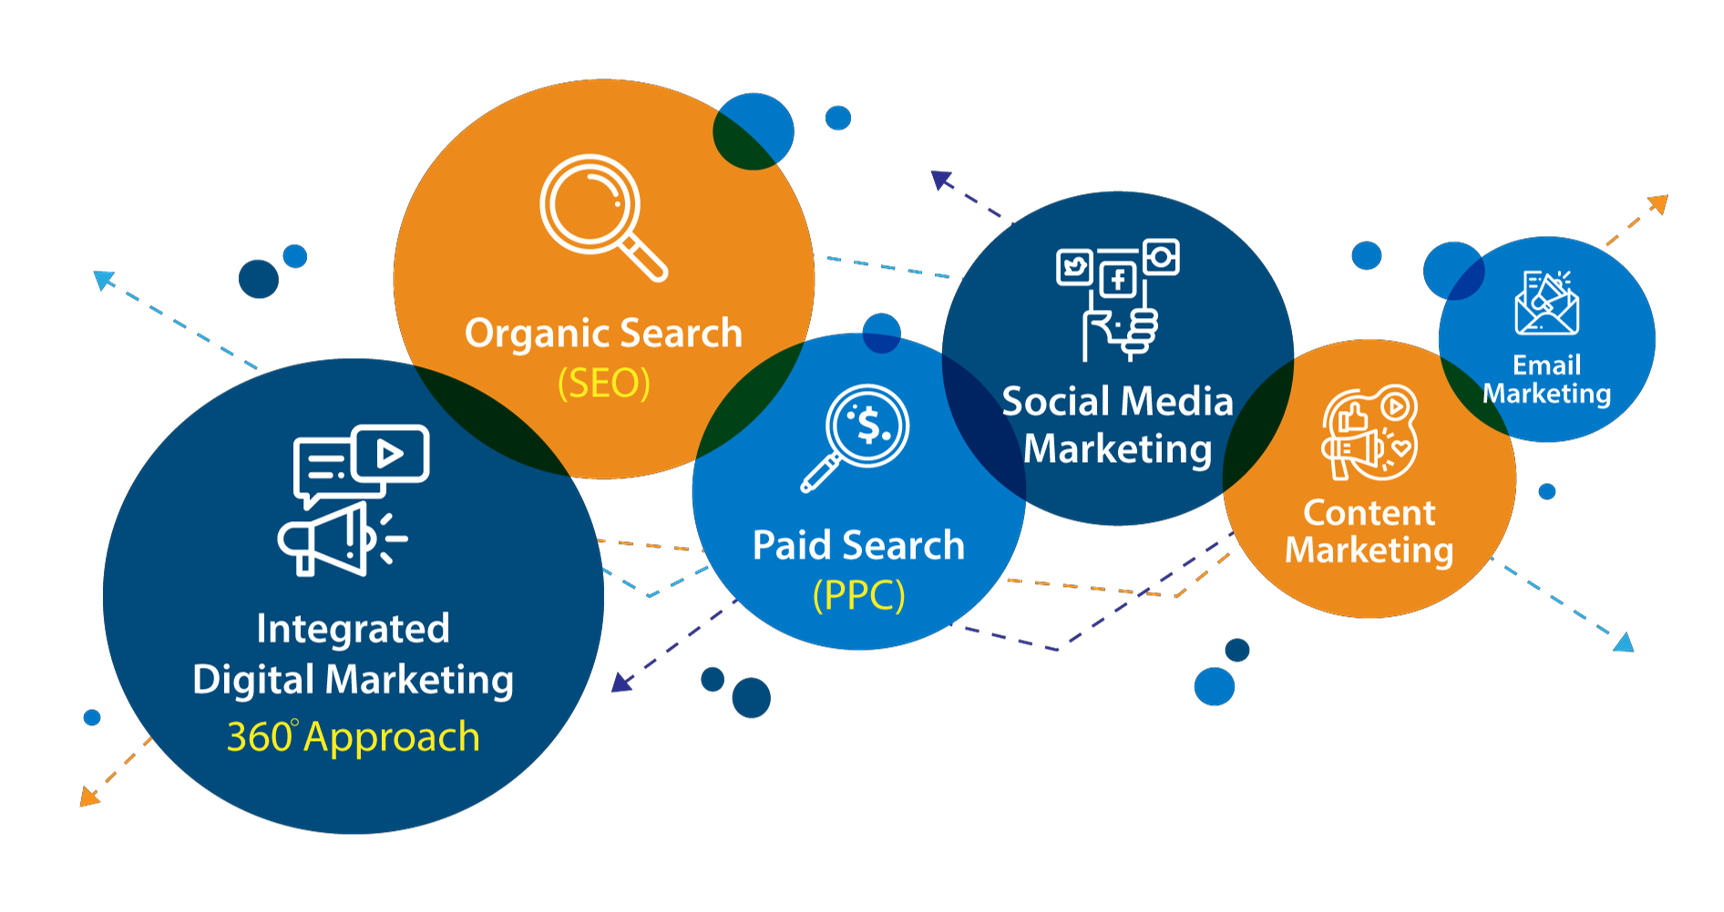 Organic Search
(SEO)
Integrated
Digital Marketing
360° Approach
Paid Search
(PPC)
Social Media
Marketing
Content
Marketing
Email
Marketing